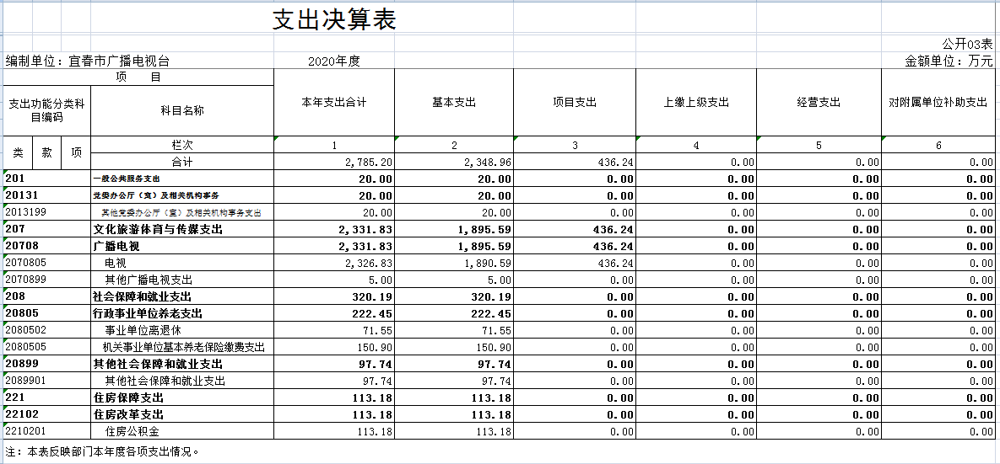 支出决算表
公开03表
编制单位：宜春市广播电视台 2020年度 金额单位：万元
项 目
支出功能分类科目编码 科目名称 本年支出合计 基本支出 项目支出 上缴上级支出 经营支出 对附属单位补助支出
类 款 项 栏次 1 2 3 4 5 6
合计 2,785.20 2,348.96 436.24 0.00 0.00 0.00
201 一般公共服务支出 20.00 20.00 0.00 0.00 0.00 0.00
20131 党委办公厅（室）及相关机构事务 20.00 20.00 0.00 0.00 0.00 0.00
2013199 其他党委办公厅（室）及相关机构事务支出 20.00 20.00 0.00 0.00 0.00 0.00
207 文化旅游体育与传媒支出 2,331.83 1,895.59 436.24 0.00 0.00 0.00
20708 广播电视 2,331.83 1,895.59 436.24 0.00 0.00 0.00
2070805 电视 2,326.83 1,890.59 436.24 0.00 0.00 0.00
2070899 其他广播电视支出 5.00 5.00 0.00 0.00 0.00 0.00
208 社会保障和就业支出 320.19 320.19 0.00 0.00 0.00 0.00
20805 行政事业单位养老支出 222.45 222.45 0.00 0.00 0.00 0.00
2080502 事业单位离退休 71.55 71.55 0.00 0.00 0.00 0.00
2080505 机关事业单位基本养老保险缴费支出 150.90 150.90 0.00 0.00 0.00 0.00
20899 其他社会保障和就业支出 97.74 97.74 0.00 0.00 0.00 0.00
2089901 其他社会保障和就业支出 97.74 97.74 0.00 0.00 0.00 0.00
221 住房保障支出 113.18 113.18 0.00 0.00 0.00 0.00
22102 住房改革支出 113.18 113.18 0.00 0.00 0.00 0.00
2210201 住房公积金 113.18 113.18 0.00 0.00 0.00 0.00
注：本表反映部门本年度各项支出情况。